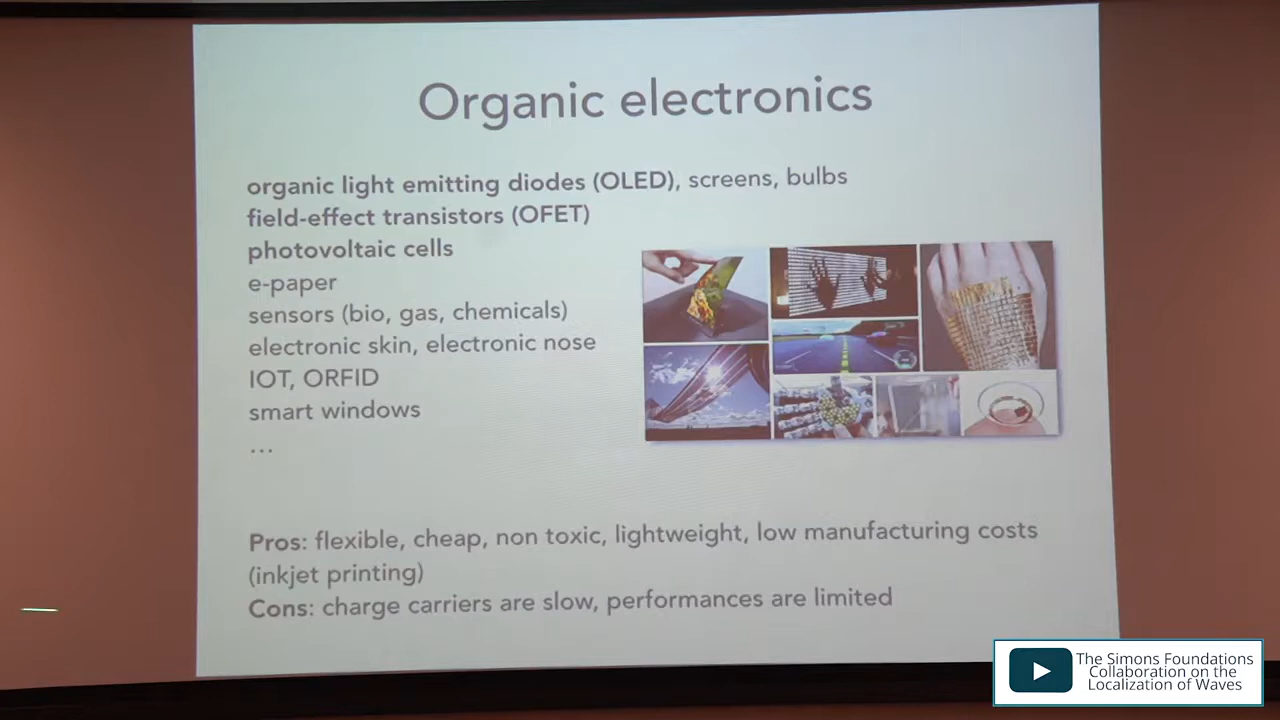 Organic electronics
organic light emitting diodes (OLED), screens, bulbs
field-effect transistors (OFET)
photovoltaic cells
e-paper
sensors (bio, gas, chemicals)
electronic skin, electronic nose
IOT, ORFID
smart windows
...
Pros: flexible, cheap, non toxic, lightweight, low manufacturing costs
(inkjet printing)
Cons: charge carriers are slow, performances are limited
The Simons Foundations
Collaboration on the
Localization of Waves